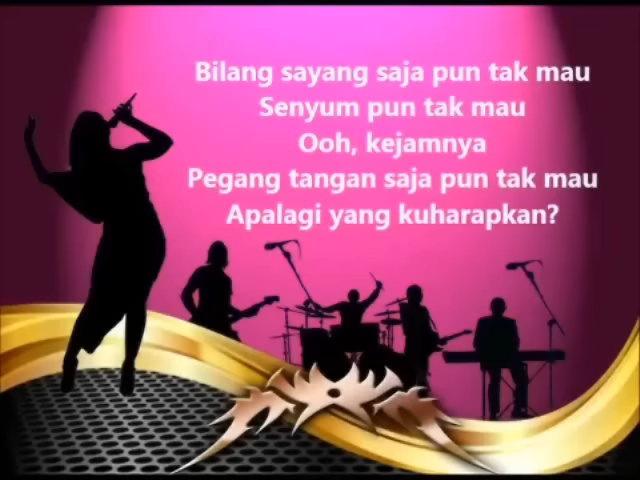 Bilang sayang saja pun tak mau
Senyum pun tak mau
Ooh, kejamnya
Pegang tangan saja pun tak mau
Apalagi yang kuharapkan?